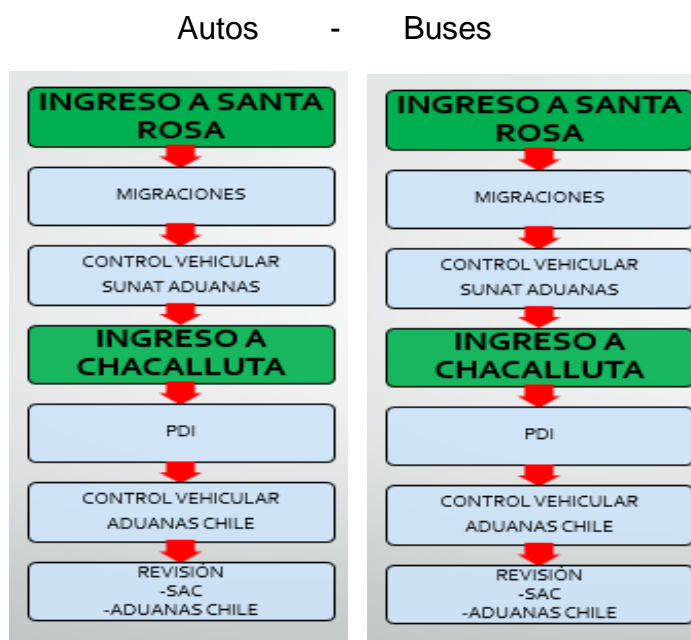 Autos - Buses
INGRESO A SANTA
ROSA
MIGRACIONES
CONTROL VEHICULAR
SUNAT ADUANAS
INGRESO A
CHACALLUTA
PDI
CONTROL VEHICULAR
ADUANAS CHILE
REVISIÓN
-SAC
-ADUANAS CHILE
INGRESO A SANTA
ROSA
MIGRACIONES
CONTROL VEHICULAR
SUNAT ADUANAS
INGRESO A
CHACALLUTA
PDI
CONTROL VEHICULAR
ADUANAS CHILE
REVISIÓN
-SAC
-ADUANAS CHILE